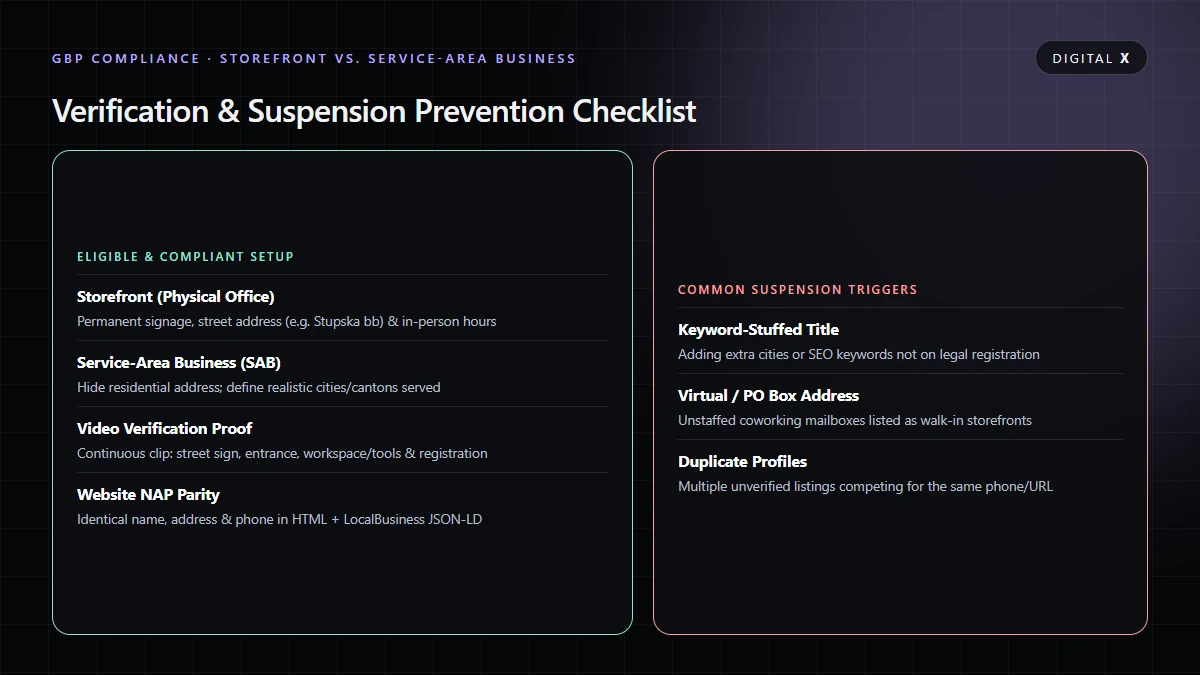 GBP COMPLIANCE · STOREFRONT VS. SERVICE-AREA BUSINESS
DIGITAL X
Verification & Suspension Prevention Checklist
ELIGIBLE & COMPLIANT SETUP
Storefront (Physical Office)
Permanent signage, street address (e.g. Stupska bb) & in-person hours
Service-Area Business (SAB)
Hide residential address; define realistic cities/cantons served
Video Verification Proof
Continuous clip: street sign, entrance, workspace/tools & registration
Website NAP Parity
Identical name, address & phone in HTML + LocalBusiness JSON-LD
COMMON SUSPENSION TRIGGERS
Keyword-Stuffed Title
Adding extra cities or SEO keywords not on legal registration
Virtual / PO Box Address
Unstaffed coworking mailboxes listed as walk-in storefronts
Duplicate Profiles
Multiple unverified listings competing for the same phone/URL